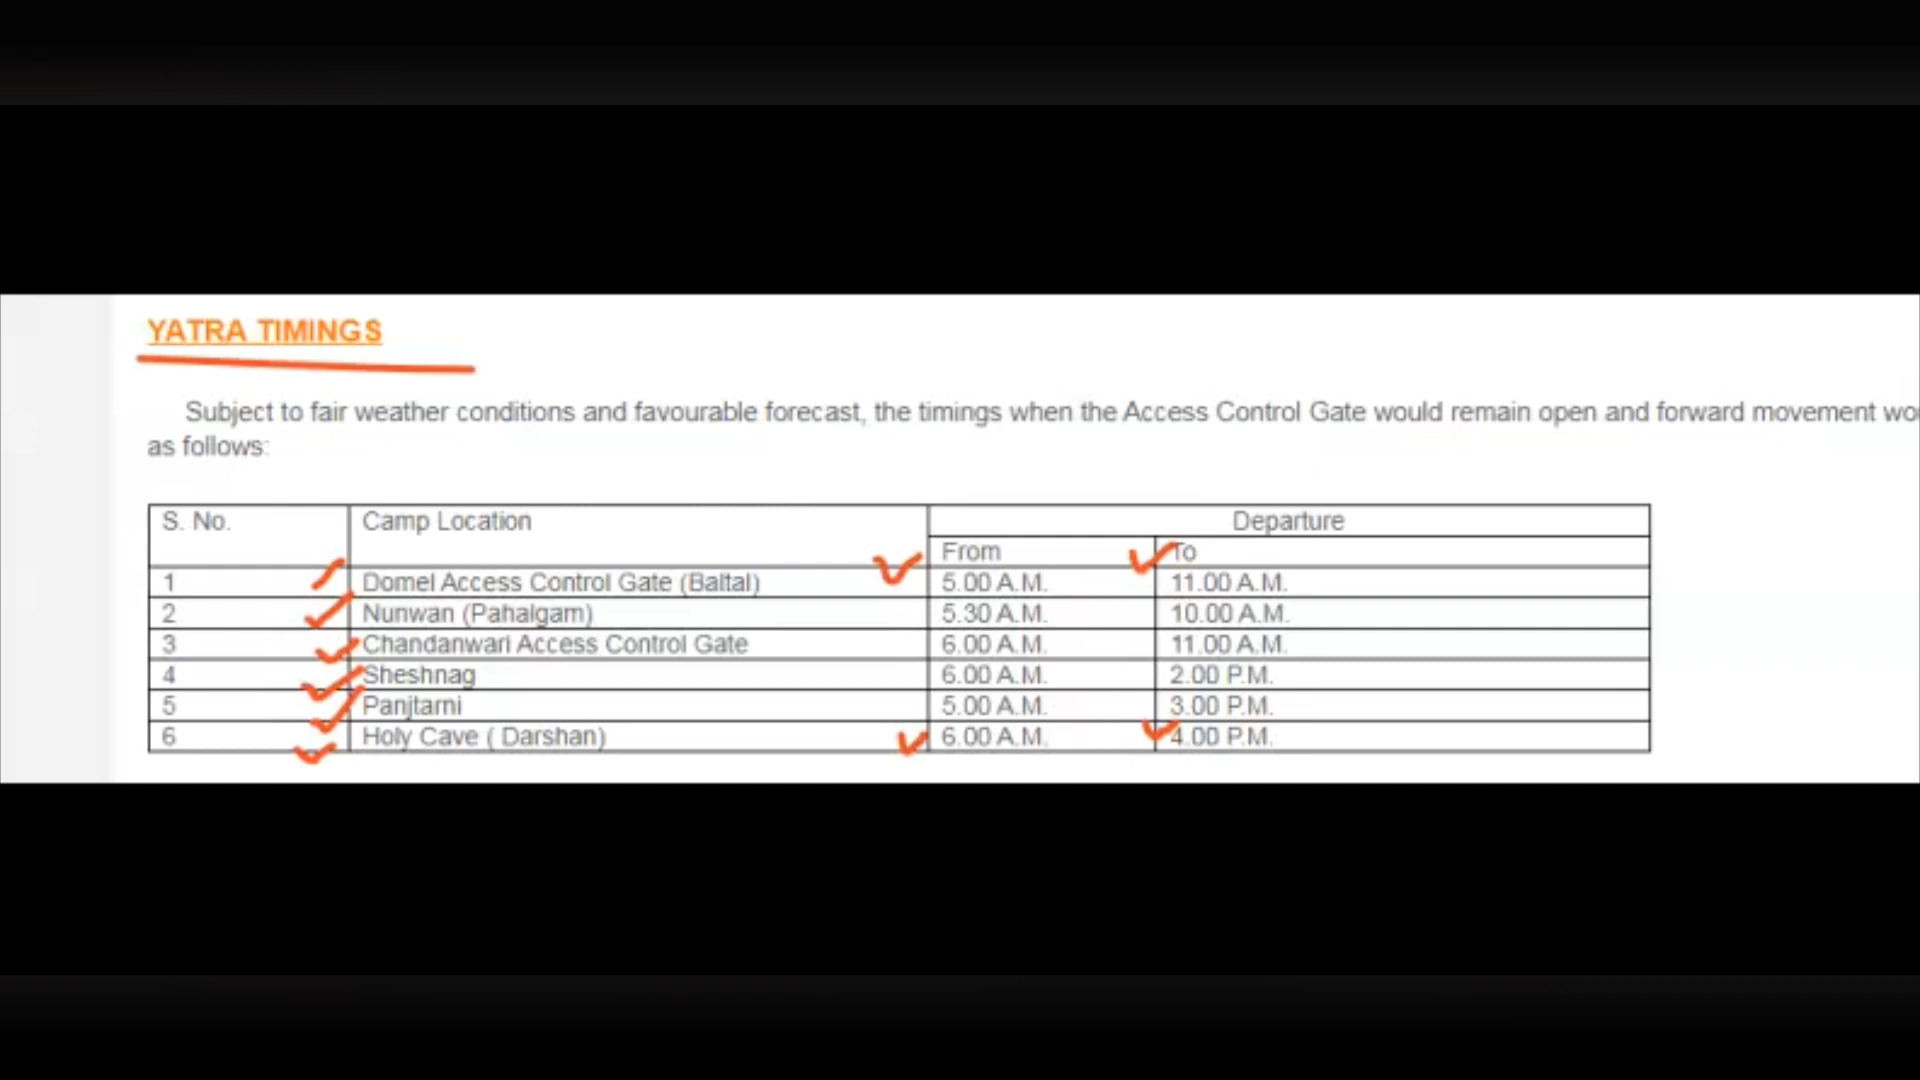 YATRA TIMINGS
Subject to fair weather conditions and favourable forecast, the timings when the Access Control Gate would remain open and forward movement
as follows:
S. No. Camp Location Departure
From To
1 Domel Access Control Gate (Baltal) 5.00 A.M. 11.00 A.M.
2 Nunwan (Pahalgam) 5.30 A.M. 10.00 A.M.
3 Chandanwari Access Control Gate 6.00 A.M. 11.00 A.M.
4 Sheshnag 6.00 A.M. 2.00 P.M.
5 Panjtarni 5.00 A.M. 3.00 P.M.
6 Holy Cave ( Darshan) 6.00 A.M. 4.00 P.M.